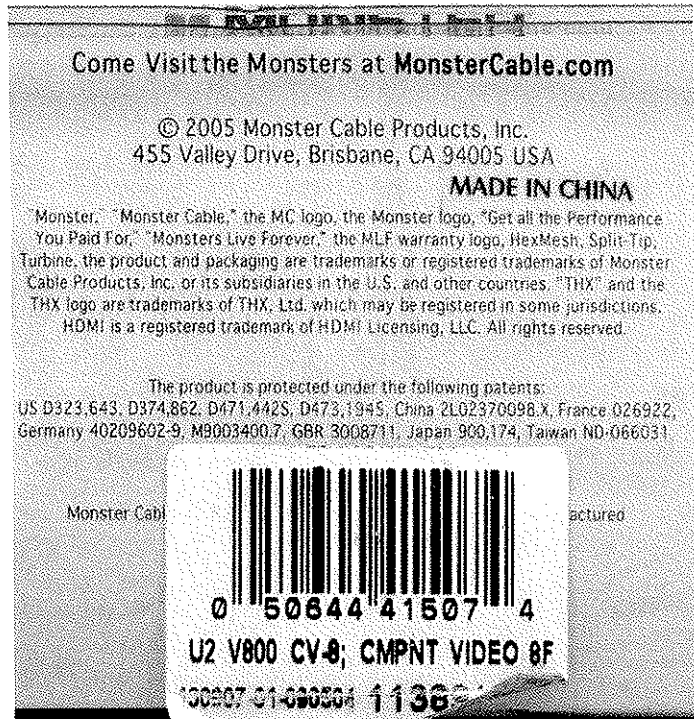 Come Visit the Monsters at MonsterCable.com
© 2005 Monster Cable Products, Inc.
455 Valley Drive, Brisbane, CA 94005 USA
MADE IN CHINA
"Monster," "Monster Cable," the MC logo, the Monster logo, "Get all the Performance
You Paid For," "Monsters Live Forever," the MLF warranty logo, HexMesh, Split-Tip,
Turbine, the product and packaging are trademarks or registered trademarks of Monster
Cable Products, Inc. or its subsidiaries in the U.S. and other countries. "THX" and the
THX logo are trademarks of THX, Ltd. which may be registered in some jurisdictions.
HDMI is a registered trademark of HDMI Licensing, LLC. All rights reserved.
The product is protected under the following patents:
US D323,643, D374,862, D471,442S, D473,194S, China ZL02370098.X, France 026922,
Germany 40209602-9, M9003400.7, GBR 3008711, Japan 900,174, Taiwan ND-066031
Monster Cabl actured
0 50644 41507 4
U2 V800 CV-8; CMPNT VIDEO 8F